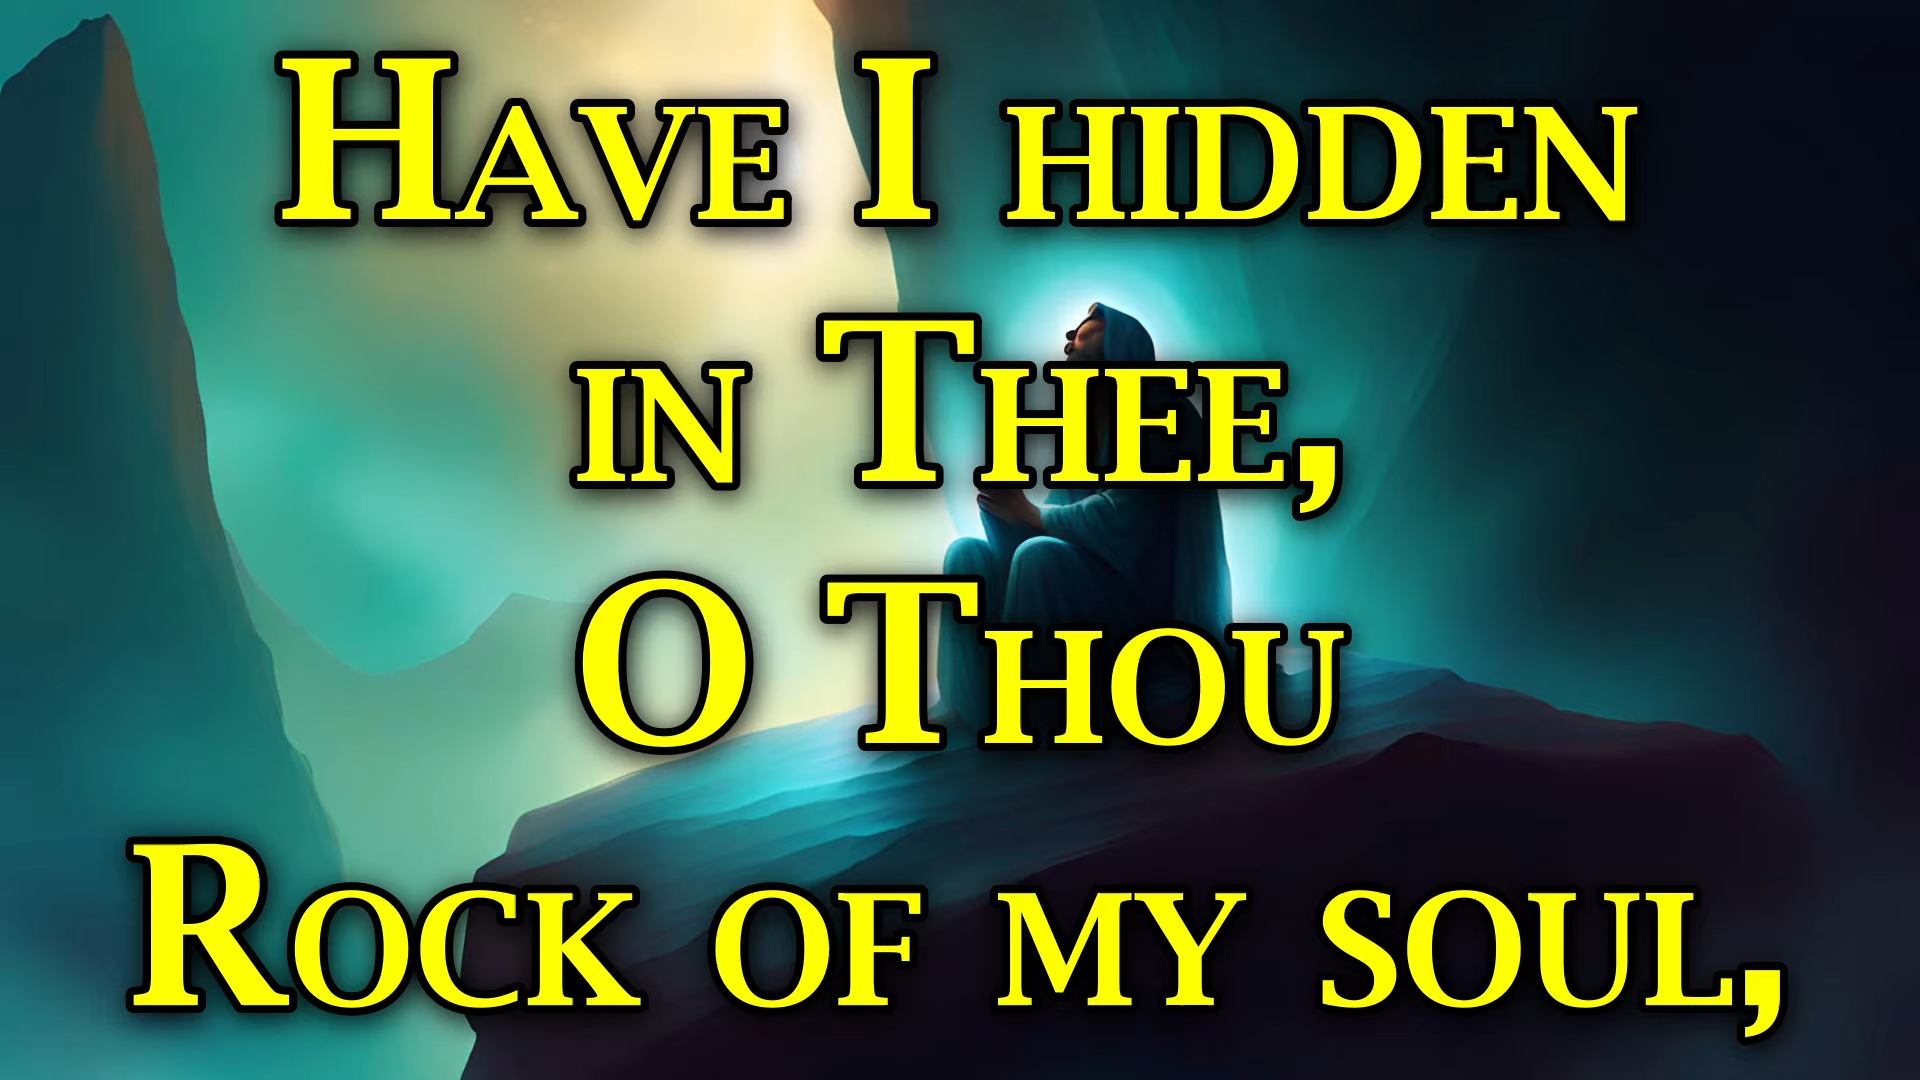 Have I hidden
in Thee,
O Thou
Rock of my soul,